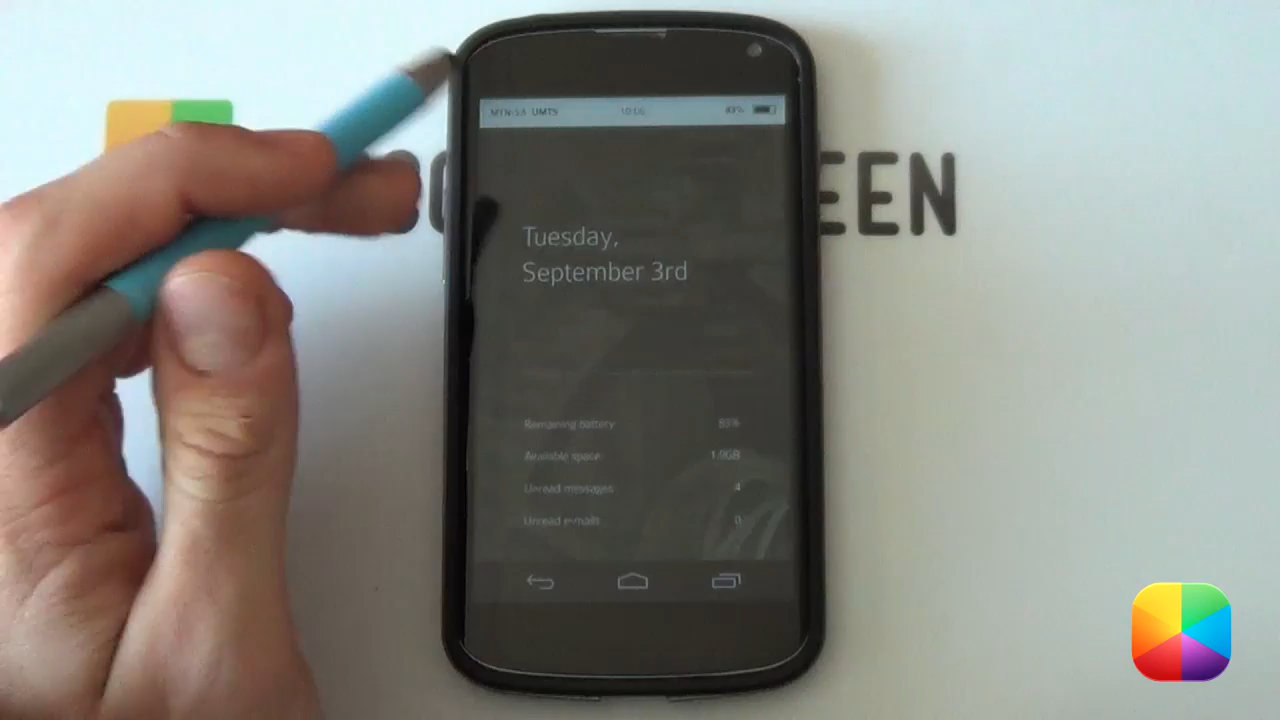 MTN-SA UMTS 10:05 89%
EEN
Tuesday,
September 3rd
Remaining battery 89%
Available space 1.9GB
Unread messages 4
Unread e-mails 0